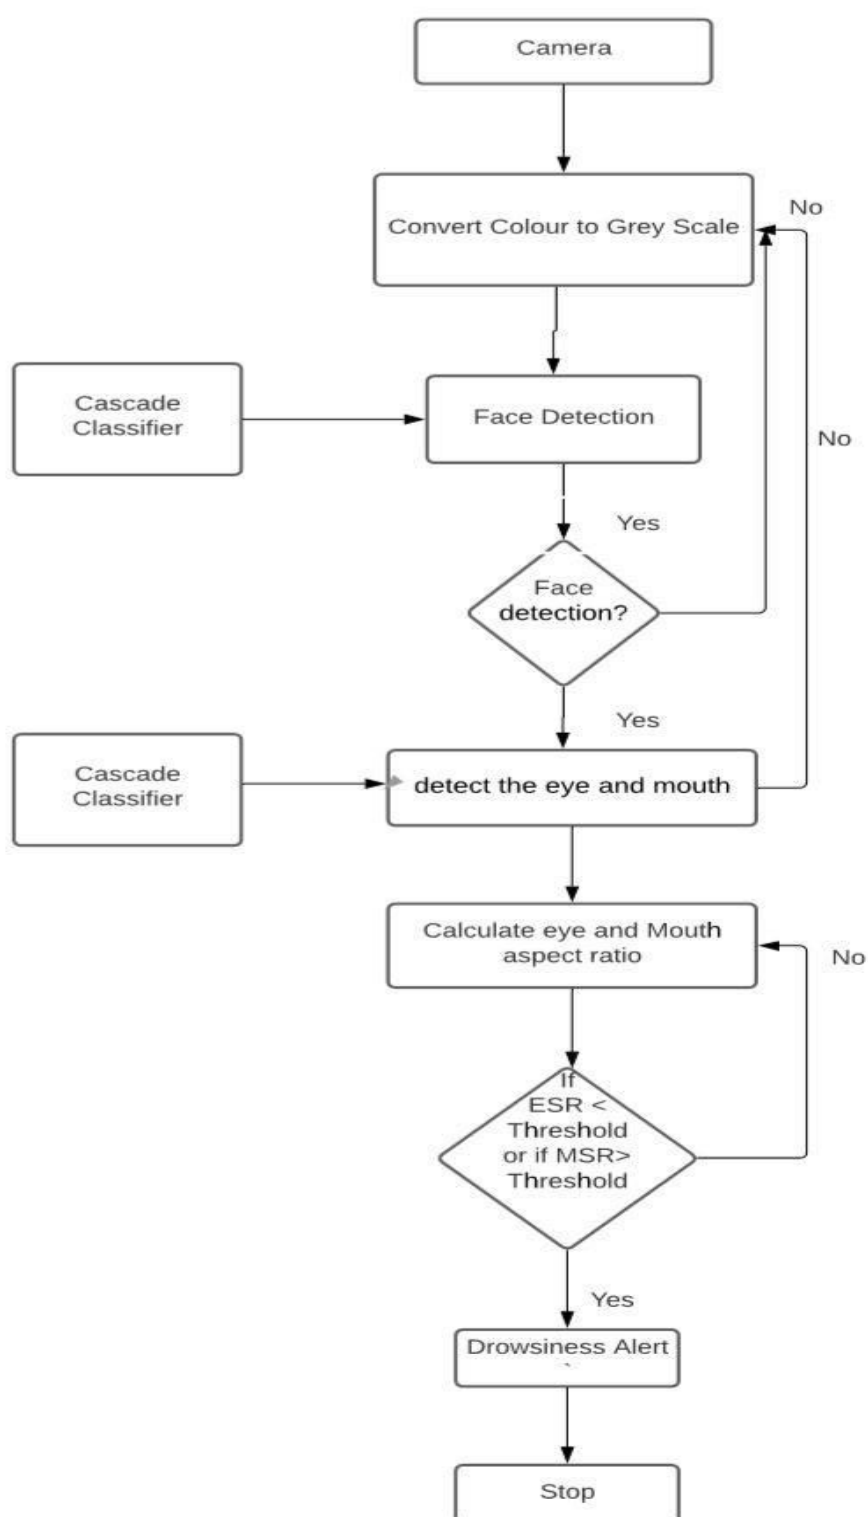 Camera
Convert Colour to Grey Scale
No
Cascade
Classifier
Face Detection
No
Yes
Face
detection?
Yes
Cascade
Classifier
detect the eye and mouth
Calculate eye and Mouth
aspect ratio
No
If
ESR <
Threshold
or if MSR>
Threshold
Yes
Drowsiness Alert
`
Stop